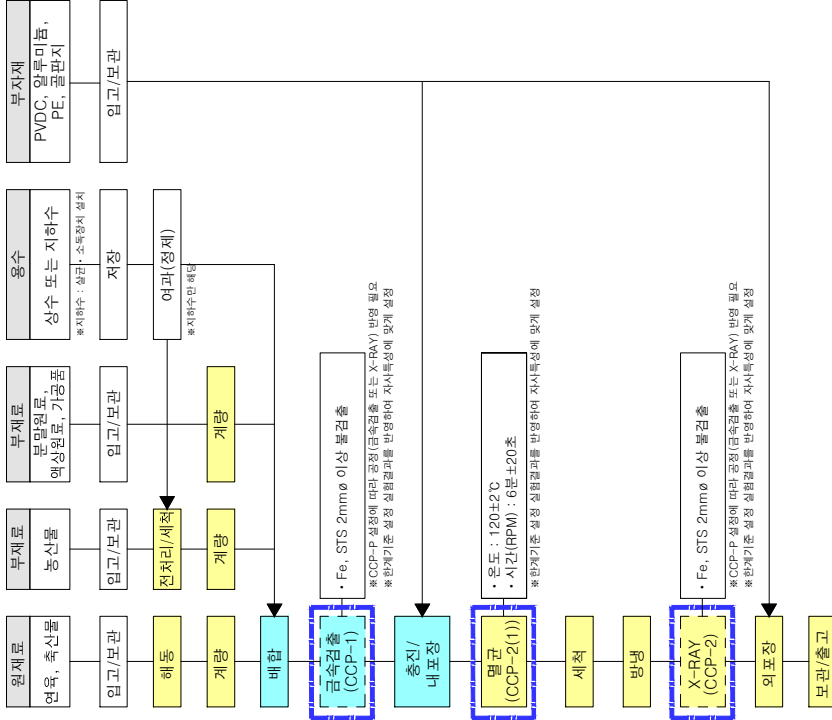 원재료
연육, 축산물
입고/보관
해동
계량
배합
금속검출
(CCP-1)
• Fe, STS 2mmø 이상 불검출
※CCP-P 설정에 따라 공정(금속검출 또는 X-RAY) 반영 필요
※한계기준 설정 실험결과를 반영하여 자사특성에 맞게 설정
충진/
내포장
멸균
(CCP-2(1))
• 온도 : 120±2℃
• 시간(RPM) : 6분±20초
※한계기준 설정 실험결과를 반영하여 자사특성에 맞게 설정
세척
방냉
X-RAY
(CCP-2)
• Fe, STS 2mmø 이상 불검출
※CCP-P 설정에 따라 공정(금속검출 또는 X-RAY) 반영 필요
※한계기준 설정 실험결과를 반영하여 자사특성에 맞게 설정
외포장
보관/출고
부재료
농산물
입고/보관
전처리/세척
계량
부재료
분말원료,
액상원료, 가공품
입고/보관
계량
용수
상수 또는 지하수
※지하수 : 살균·소독장치 설치
저장
여과(정제)
※지하수만 해당
부자재
PVDC, 알루미늄,
PE, 골판지
입고/보관